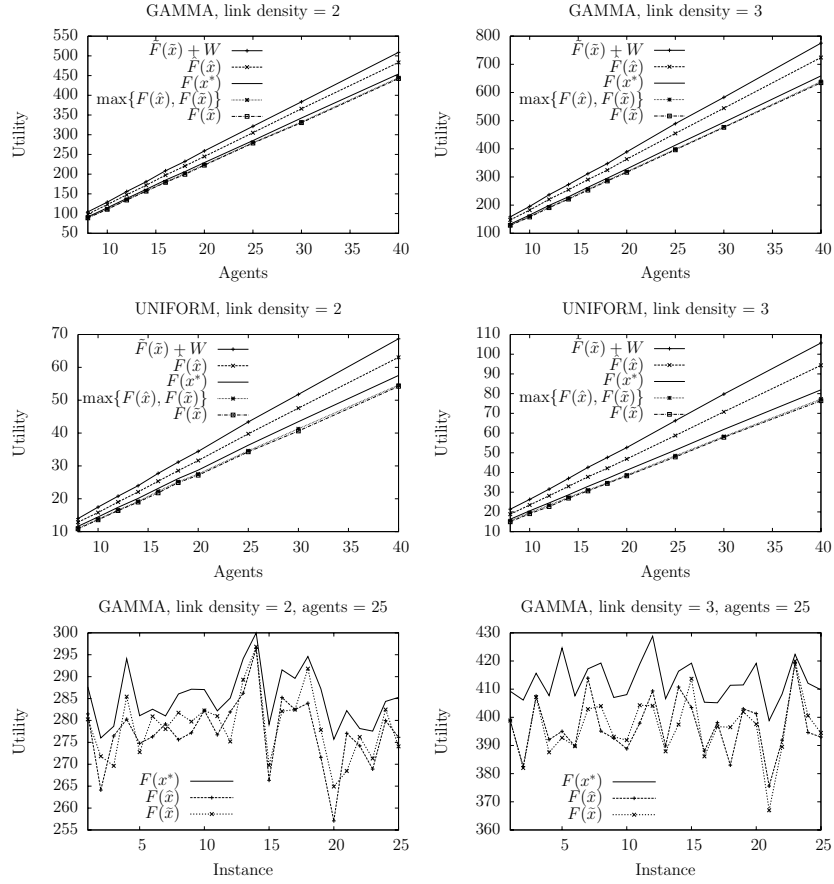 GAMMA, link density = 2
550
500
450
400
350
300
250
200
150
100
50
Utility
F̃(x̃) + W
F̂(x̂)
F(x*)
max{F(x̂), F(x̃)}
F(x̃)
10 15 20 25 30 35 40
Agents
GAMMA, link density = 3
800
700
600
500
400
300
200
100
Utility
F̃(x̃) + W
F̂(x̂)
F(x*)
max{F(x̂), F(x̃)}
F(x̃)
10 15 20 25 30 35 40
Agents
UNIFORM, link density = 2
70
60
50
40
30
20
10
Utility
F̃(x̃) + W
F̂(x̂)
F(x*)
max{F(x̂), F(x̃)}
F(x̃)
10 15 20 25 30 35 40
Agents
UNIFORM, link density = 3
110
100
90
80
70
60
50
40
30
20
10
Utility
F̃(x̃) + W
F̂(x̂)
F(x*)
max{F(x̂), F(x̃)}
F(x̃)
10 15 20 25 30 35 40
Agents
GAMMA, link density = 2, agents = 25
300
295
290
285
280
275
270
265
260
255
Utility
F(x*)
F(x̂)
F(x̃)
5 10 15 20 25
Instance
GAMMA, link density = 3, agents = 25
430
420
410
400
390
380
370
360
Utility
F(x*)
F(x̂)
F(x̃)
5 10 15 20 25
Instance